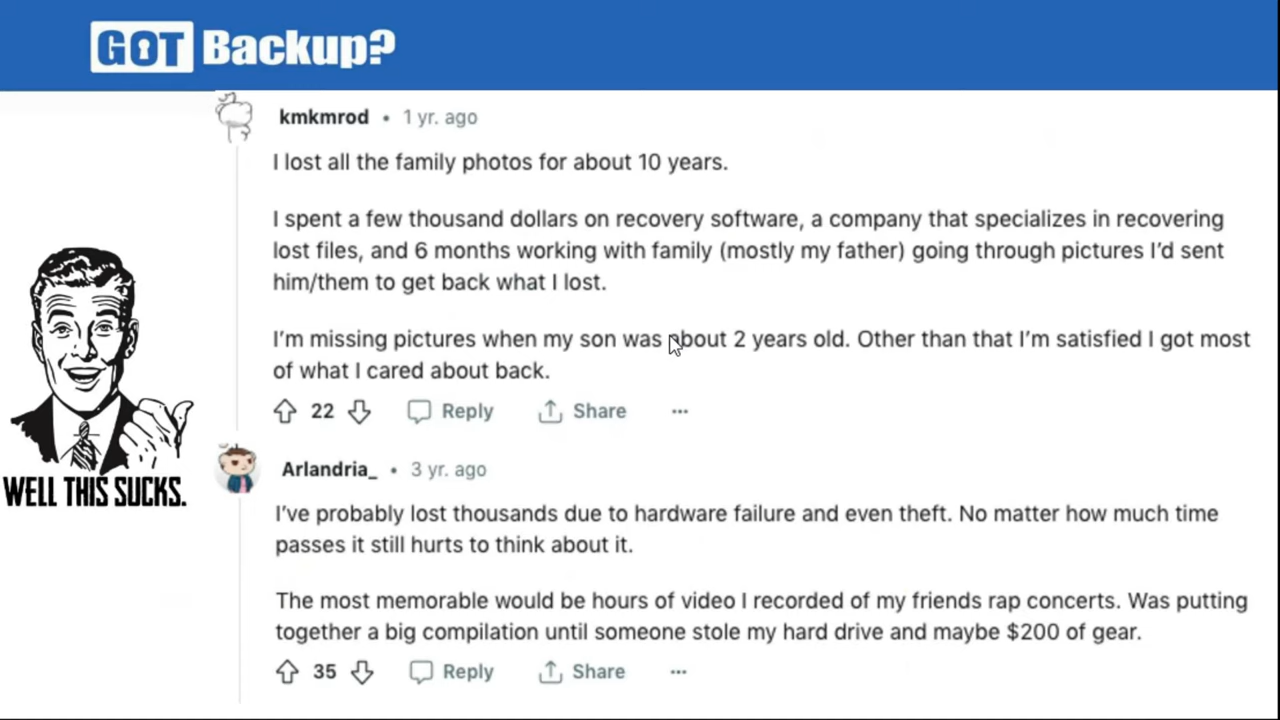 GOT Backup?
kmkmrod • 1 yr. ago
I lost all the family photos for about 10 years.
I spent a few thousand dollars on recovery software, a company that specializes in recovering
lost files, and 6 months working with family (mostly my father) going through pictures I'd sent
him/them to get back what I lost.
I'm missing pictures when my son was about 2 years old. Other than that I'm satisfied I got most
of what I cared about back.
22 Reply Share ···
WELL THIS SUCKS.
Arlandria_ • 3 yr. ago
I've probably lost thousands due to hardware failure and even theft. No matter how much time
passes it still hurts to think about it.
The most memorable would be hours of video I recorded of my friends rap concerts. Was putting
together a big compilation until someone stole my hard drive and maybe $200 of gear.
35 Reply Share ···